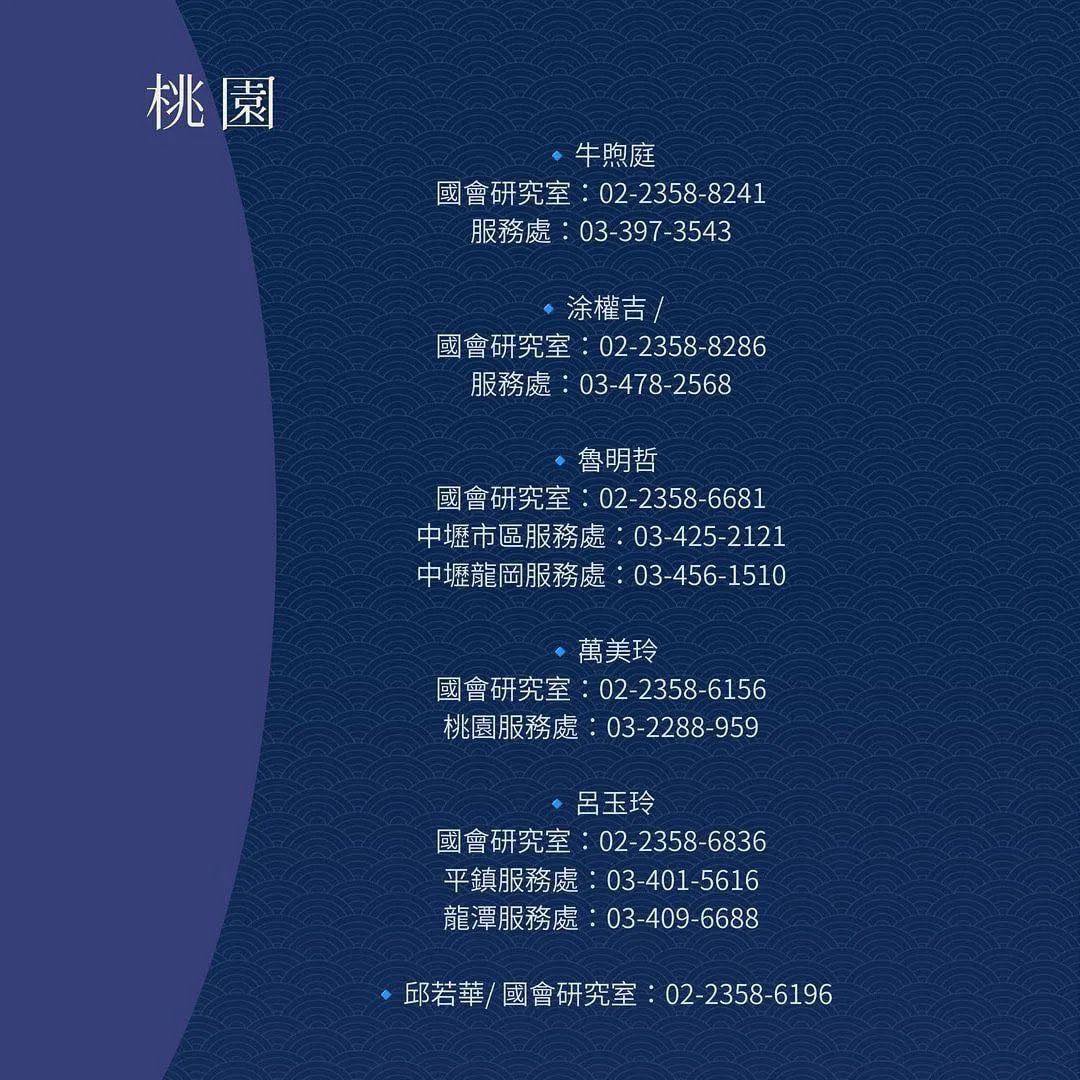 桃園
🔹牛煦庭
國會研究室：02-2358-8241
服務處：03-397-3543
🔹涂權吉 /
國會研究室：02-2358-8286
服務處：03-478-2568
🔹魯明哲
國會研究室：02-2358-6681
中壢市區服務處：03-425-2121
中壢龍岡服務處：03-456-1510
🔹萬美玲
國會研究室：02-2358-6156
桃園服務處：03-2288-959
🔹呂玉玲
國會研究室：02-2358-6836
平鎮服務處：03-401-5616
龍潭服務處：03-409-6688
🔹邱若華/ 國會研究室：02-2358-6196